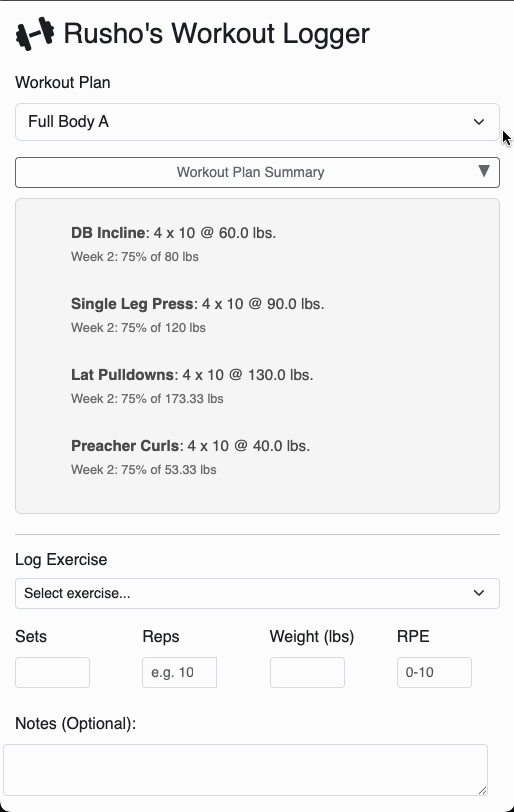 Rusho's Workout Logger
Workout Plan
Full Body A
Workout Plan Summary ▼
DB Incline: 4 x 10 @ 60.0 lbs.
Week 2: 75% of 80 lbs
Single Leg Press: 4 x 10 @ 90.0 lbs.
Week 2: 75% of 120 lbs
Lat Pulldowns: 4 x 10 @ 130.0 lbs.
Week 2: 75% of 173.33 lbs
Preacher Curls: 4 x 10 @ 40.0 lbs.
Week 2: 75% of 53.33 lbs
Log Exercise
Select exercise...
Sets Reps Weight (lbs) RPE
e.g. 10 0-10
Notes (Optional):